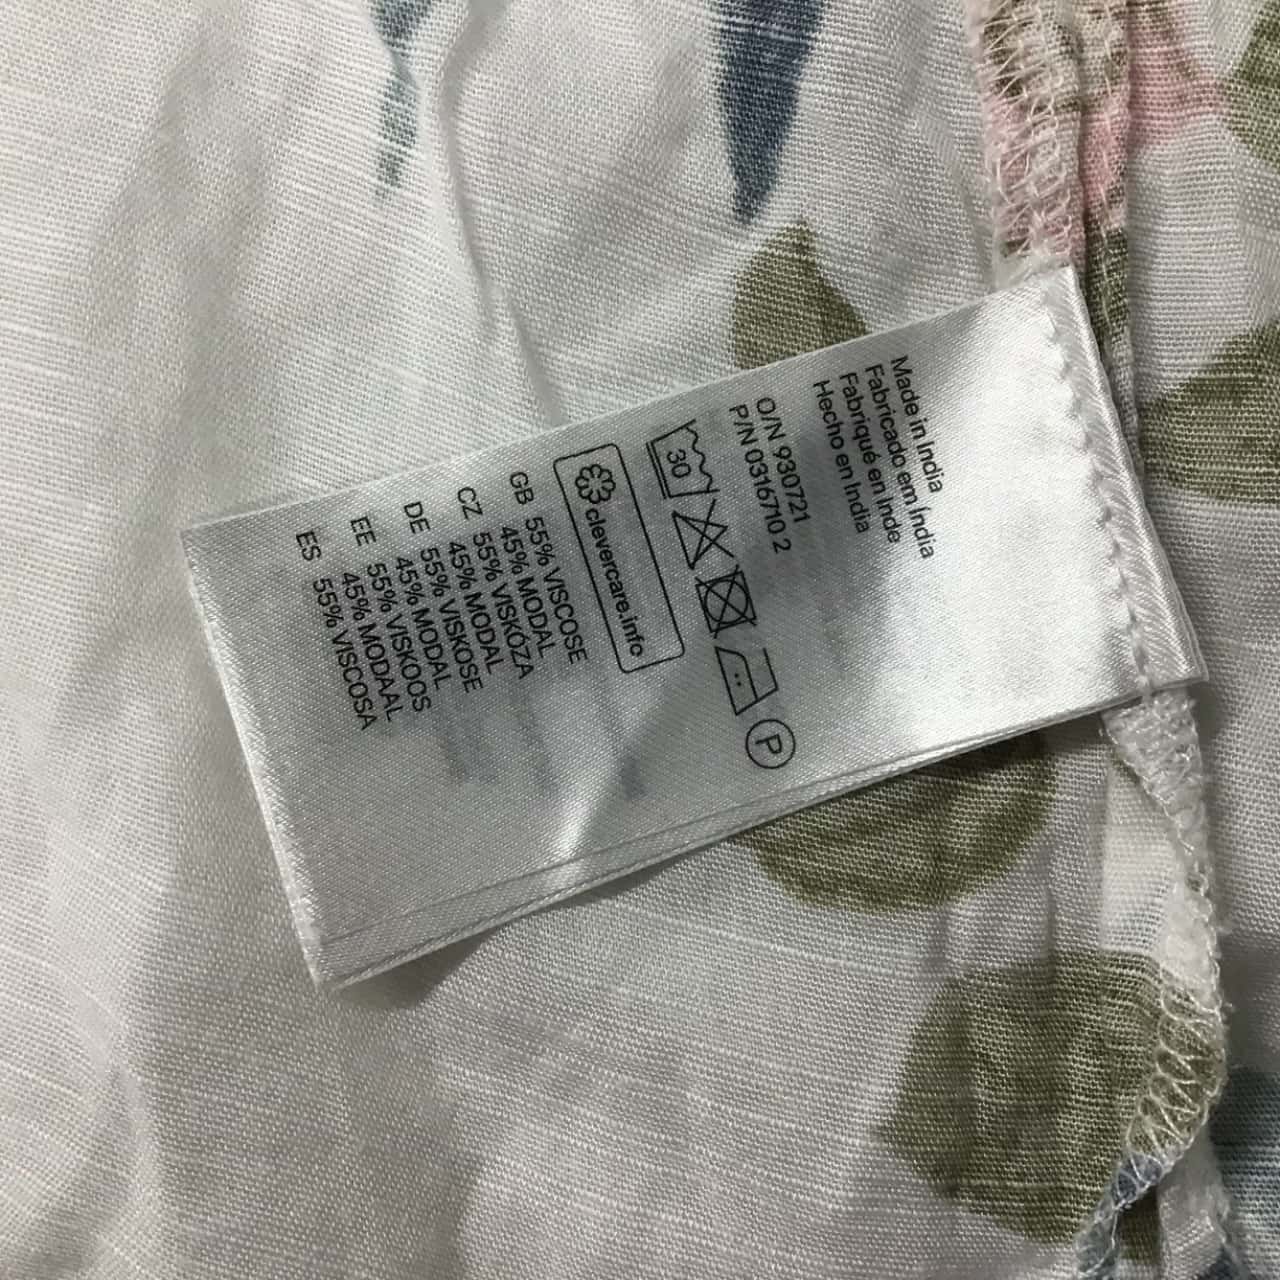 Made in India
Fabricado em Índia
Fabriqué en Inde
Hecho en India
O/N 930721
P/N 0316710 2
30
P
clevercare.info
GB 55% VISCOSE
45% MODAL
CZ 55% VISKÓZA
45% MODAL
DE 55% VISKOSE
45% MODAL
EE 55% VISKOOS
45% MODAAL
ES 55% VISCOSA